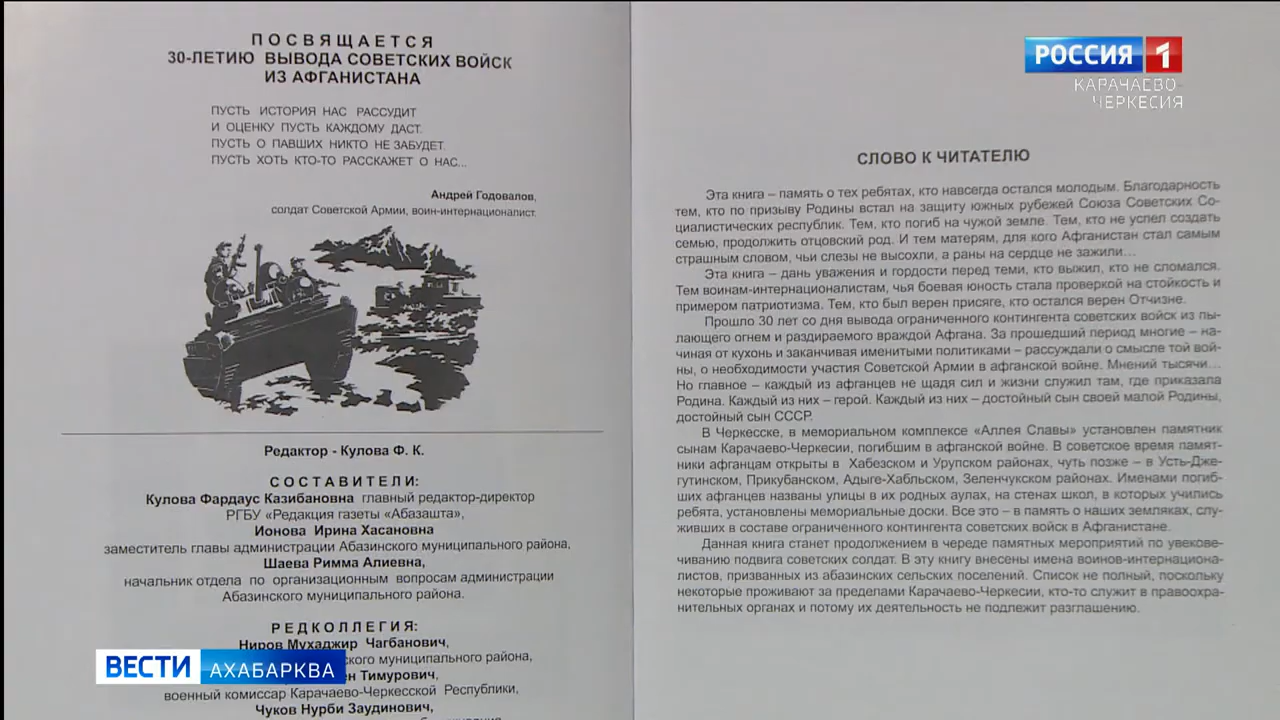 ПОСВЯЩАЕТСЯ
30-ЛЕТИЮ ВЫВОДА СОВЕТСКИХ ВОЙСК
ИЗ АФГАНИСТАНА
ПУСТЬ ИСТОРИЯ НАС РАССУДИТ
И ОЦЕНКУ ПУСТЬ КАЖДОМУ ДАСТ.
ПУСТЬ О ПАВШИХ НИКТО НЕ ЗАБУДЕТ.
ПУСТЬ ХОТЬ КТО-ТО РАССКАЖЕТ О НАС...
Андрей Годовалов,
солдат Советской Армии, воин-интернационалист.
Редактор - Кулова Ф. К.
СОСТАВИТЕЛИ:
Кулова Фардаус Казибановна главный редактор-директор
РГБУ «Редакция газеты «Абазашта»,
Ионова Ирина Хасановна
заместитель главы администрации Абазинского муниципального района,
Шаева Римма Алиевна,
начальник отдела по организационным вопросам администрации
Абазинского муниципального района.
РЕДКОЛЛЕГИЯ:
Ниров Мухаджир Чагбанович,
муниципального района,
Тимурович,
военный комиссар Карачаево-Черкесской Республики,
Чуков Нурби Заудинович,
РОССИЯ 1
КАРАЧАЕВО-
ЧЕРКЕСИЯ
СЛОВО К ЧИТАТЕЛЮ
Эта книга – память о тех ребятах, кто навсегда остался молодым. Благодарность
тем, кто по призыву Родины встал на защиту южных рубежей Союза Советских Со-
циалистических республик. Тем, кто погиб на чужой земле. Тем, кто не успел создать
семью, продолжить отцовский род. И тем матерям, для кого Афганистан стал самым
страшным словом, чьи слезы не высохли, а раны на сердце не зажили...
Эта книга – дань уважения и гордости перед теми, кто выжил, кто не сломался.
Тем воинам-интернационалистам, чья боевая юность стала проверкой на стойкость и
примером патриотизма. Тем, кто был верен присяге, кто остался верен Отчизне.
Прошло 30 лет со дня вывода ограниченного контингента советских войск из пы-
лающего огнем и раздираемого враждой Афгана. За прошедший период многие – на-
чиная от кухонь и заканчивая именитыми политиками – рассуждали о смысле той вой-
ны, о необходимости участия Советской Армии в афганской войне. Мнений тысячи...
Но главное – каждый из афганцев не щадя сил и жизни служил там, где приказала
Родина. Каждый из них – герой. Каждый из них – достойный сын своей малой Родины,
достойный сын СССР.
В Черкесске, в мемориальном комплексе «Аллея Славы» установлен памятник
сынам Карачаево-Черкесии, погибшим в афганской войне. В советское время памят-
ники афганцам открыты в Хабезском и Урупском районах, чуть позже – в Усть-Дже-
гутинском, Прикубанском, Адыге-Хабльском, Зеленчукском районах. Именами погиб-
ших афганцев названы улицы в их родных аулах, на стенах школ, в которых учились
ребята, установлены мемориальные доски. Все это – в память о наших земляках, слу-
живших в составе ограниченного контингента советских войск в Афганистане.
Данная книга станет продолжением в череде памятных мероприятий по увекове-
чиванию подвига советских солдат. В эту книгу внесены имена воинов-интернациона-
листов, призванных из абазинских сельских поселений. Список не полный, поскольку
некоторые проживают за пределами Карачаево-Черкесии, кто-то служит в правоохра-
нительных органах и потому их деятельность не подлежит разглашению.
ВЕСТИ АХАБАРКВА